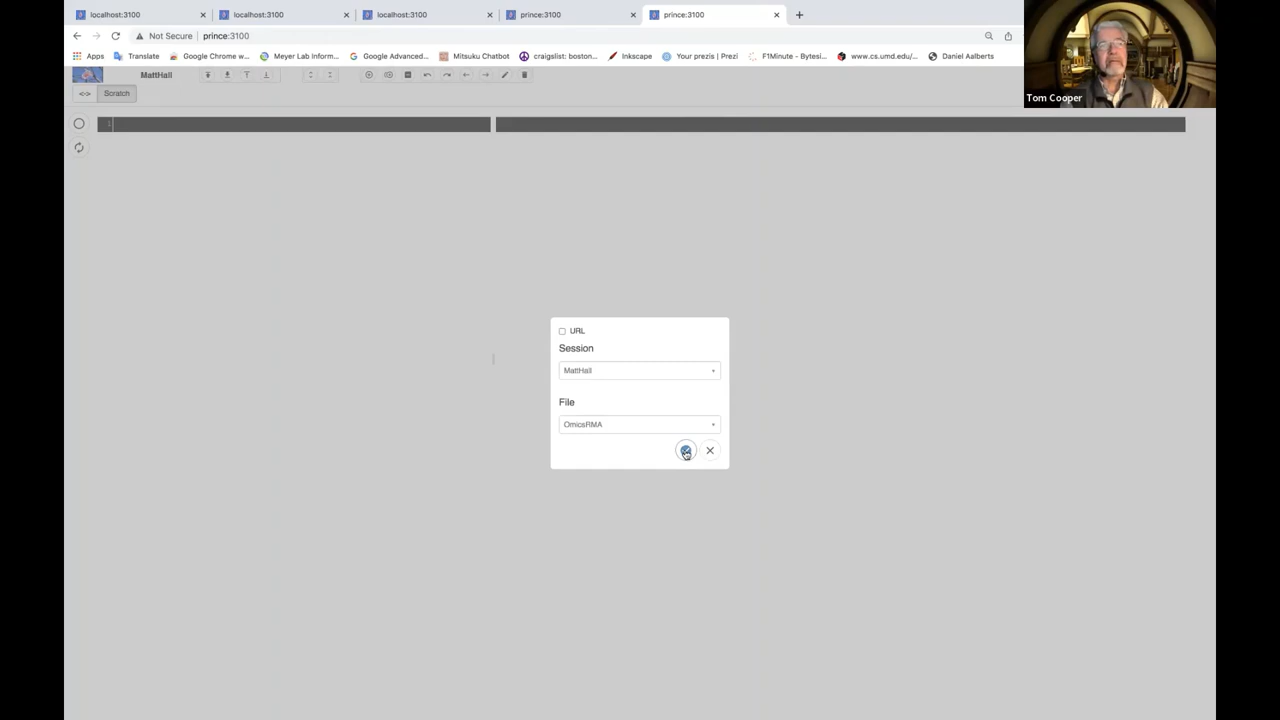 localhost:3100
localhost:3100
localhost:3100
prince:3100
prince:3100
Not Secure
prince:3100
Apps
Translate
Google Chrome w...
Meyer Lab Inform...
Google Advanced...
Mitsuku Chatbot
craigslist: boston...
Inkscape
Your prezis | Prezi
F1Minute - Bytesi...
www.cs.umd.edu/...
Daniel Aalberts
Tom Cooper
MattHall
<-> Scratch
1
URL
Session
MattHall
File
OmicsRMA